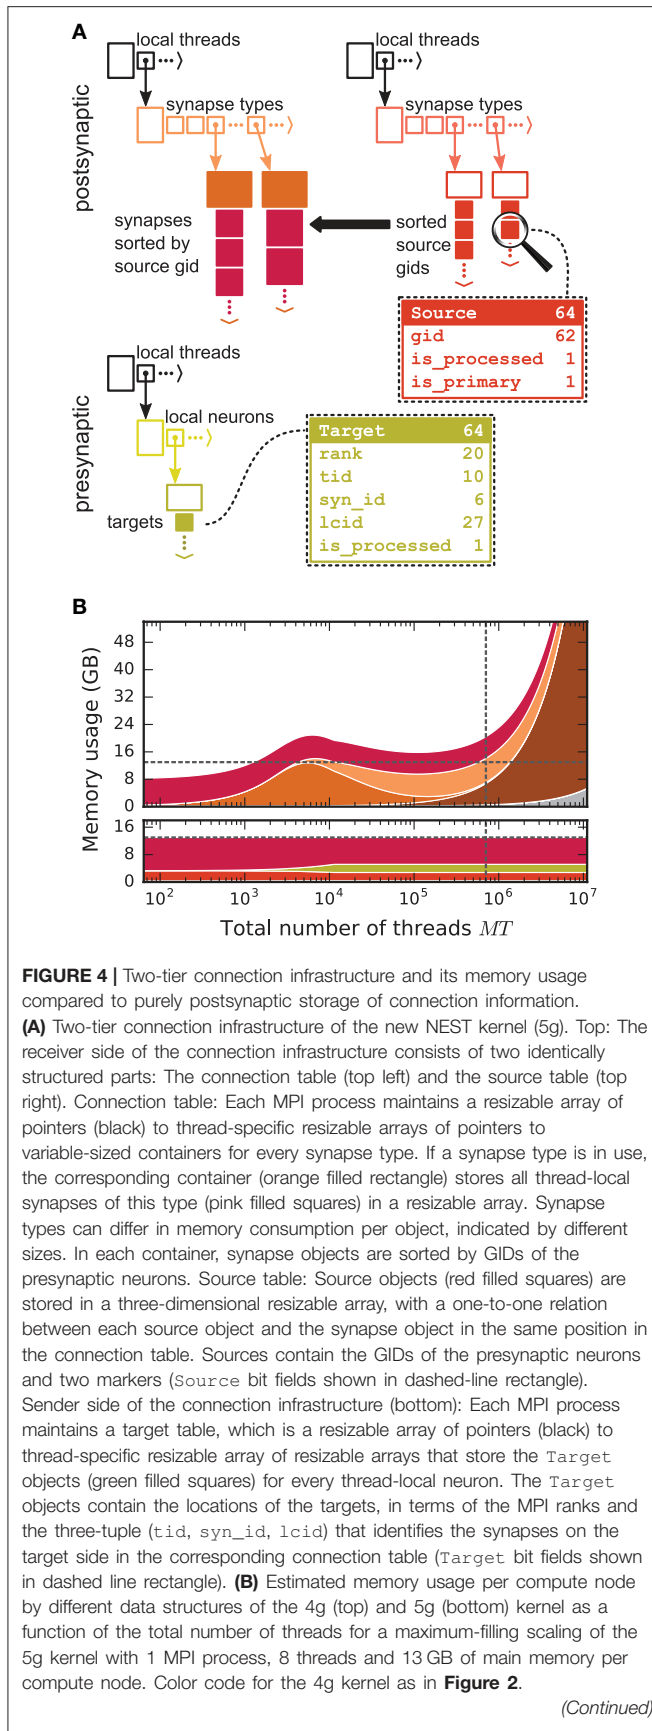 A
local threads
synapse types
postsynaptic
synapses
sorted by
source gid
local threads
synapse types
sorted
source
gids
Source 64
gid 62
is_processed 1
is_primary 1
local threads
presynaptic
local neurons
targets
Target 64
rank 20
tid 10
syn_id 6
lcid 27
is_processed 1
B
Memory usage (GB)
48
40
32
24
16
8
0
16
8
0
10² 10³ 10⁴ 10⁵ 10⁶ 10⁷
Total number of threads MT
FIGURE 4 | Two-tier connection infrastructure and its memory usage
compared to purely postsynaptic storage of connection information.
(A) Two-tier connection infrastructure of the new NEST kernel (5g). Top: The
receiver side of the connection infrastructure consists of two identically
structured parts: The connection table (top left) and the source table (top
right). Connection table: Each MPI process maintains a resizable array of
pointers (black) to thread-specific resizable arrays of pointers to
variable-sized containers for every synapse type. If a synapse type is in use,
the corresponding container (orange filled rectangle) stores all thread-local
synapses of this type (pink filled squares) in a resizable array. Synapse
types can differ in memory consumption per object, indicated by different
sizes. In each container, synapse objects are sorted by GIDs of the
presynaptic neurons. Source table: Source objects (red filled squares) are
stored in a three-dimensional resizable array, with a one-to-one relation
between each source object and the synapse object in the same position in
the connection table. Sources contain the GIDs of the presynaptic neurons
and two markers (Source bit fields shown in dashed-line rectangle).
Sender side of the connection infrastructure (bottom): Each MPI process
maintains a target table, which is a resizable array of pointers (black) to
thread-specific resizable array of resizable arrays that store the Target
objects (green filled squares) for every thread-local neuron. The Target
objects contain the locations of the targets, in terms of the MPI ranks and
the three-tuple (tid, syn_id, lcid) that identifies the synapses on the
target side in the corresponding connection table (Target bit fields shown
in dashed line rectangle). (B) Estimated memory usage per compute node
by different data structures of the 4g (top) and 5g (bottom) kernel as a
function of the total number of threads for a maximum-filling scaling of the
5g kernel with 1 MPI process, 8 threads and 13 GB of main memory per
compute node. Color code for the 4g kernel as in Figure 2.
(Continued)